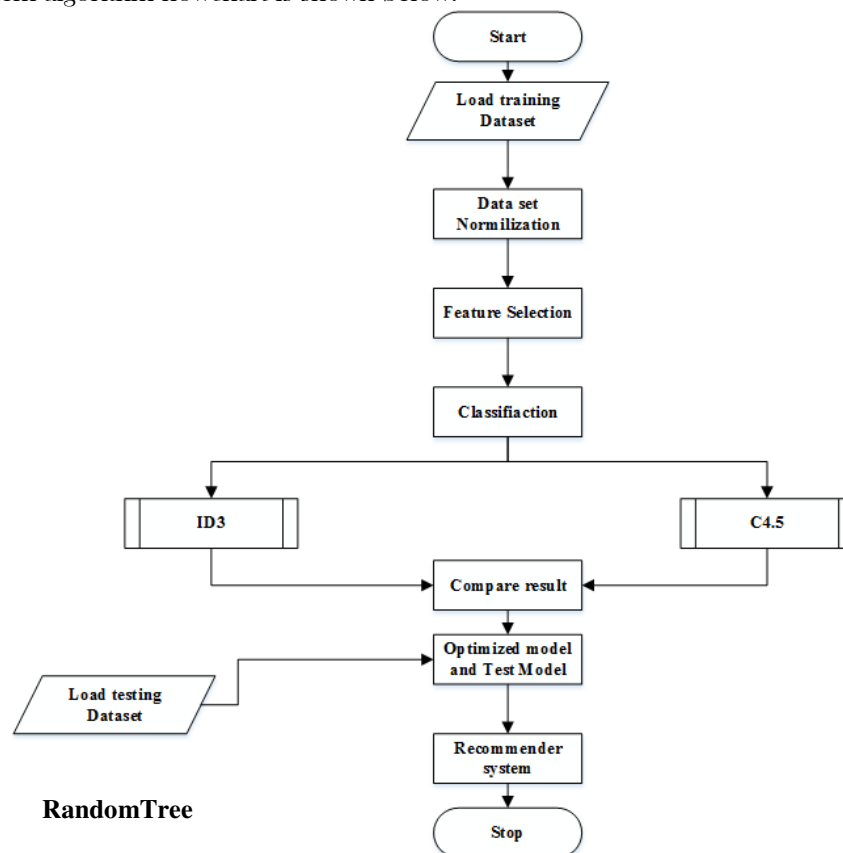 Start
Load training
Dataset
Data set
Normilization
Feature Selection
Classifiaction
ID3
C4.5
Compare result
Optimized model
and Test Model
Load testing
Dataset
Recommender
system
RandomTree
Stop